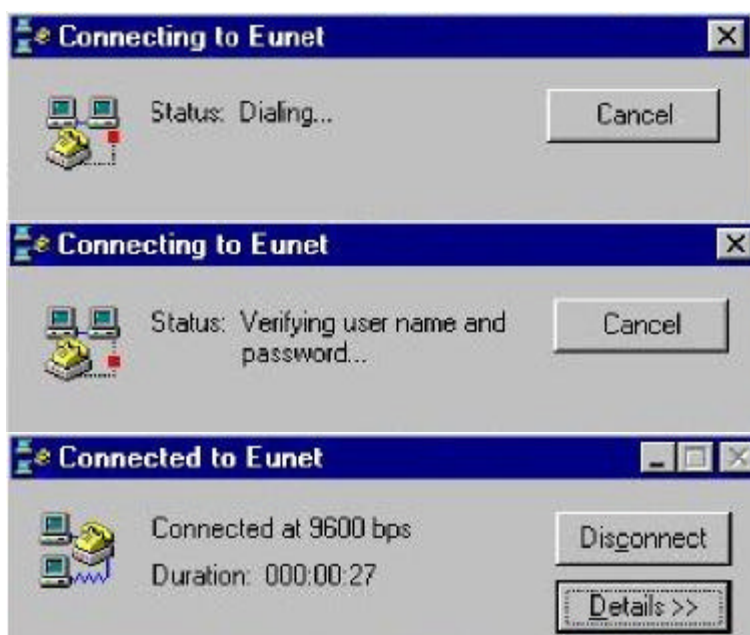 Connecting to Eunet
Status: Dialing...
Cancel
Connecting to Eunet
Status: Verifying user name and
password...
Cancel
Connected to Eunet
Connected at 9600 bps
Disconnect
Duration: 000:00:27
Details >>